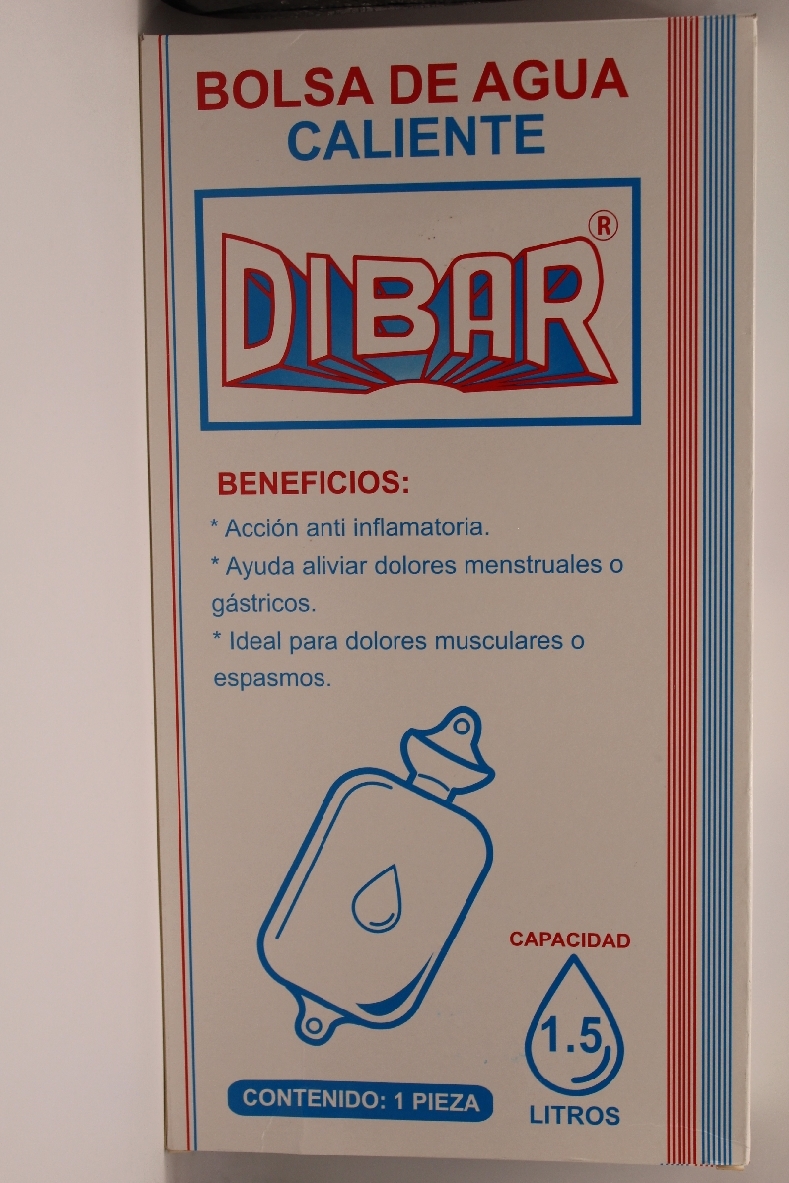 BOLSA DE AGUA
CALIENTE
DIBAR®
BENEFICIOS:
* Acción anti inflamatoria.
* Ayuda aliviar dolores menstruales o
gástricos.
* Ideal para dolores musculares o
espasmos.
CAPACIDAD
1.5
LITROS
CONTENIDO: 1 PIEZA